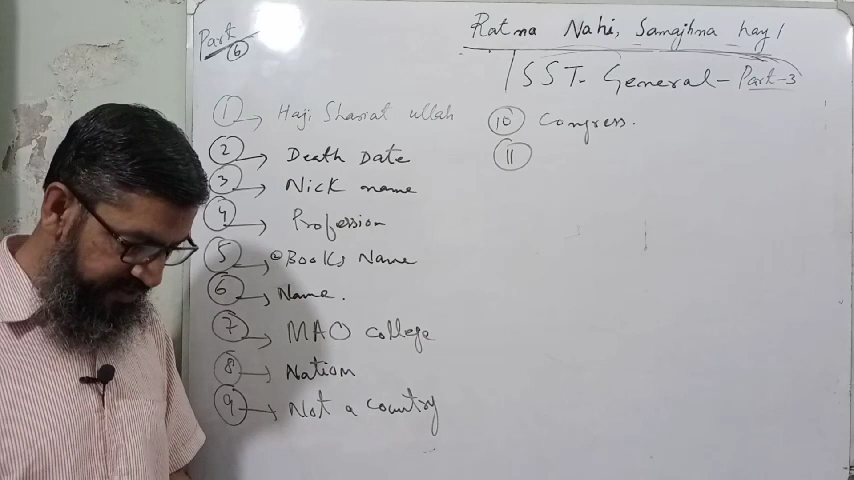 Part 6
Ratna Nahi, Samajhna hay!
SST. General - Part-3
1 → Haji Shariat ullah
2 → Death Date
3 → Nick name
4 → Profession
5 → Books Name
6 → Name.
7 → MAO college
8 → Nation
9 → Not a country
10 Congress.
11